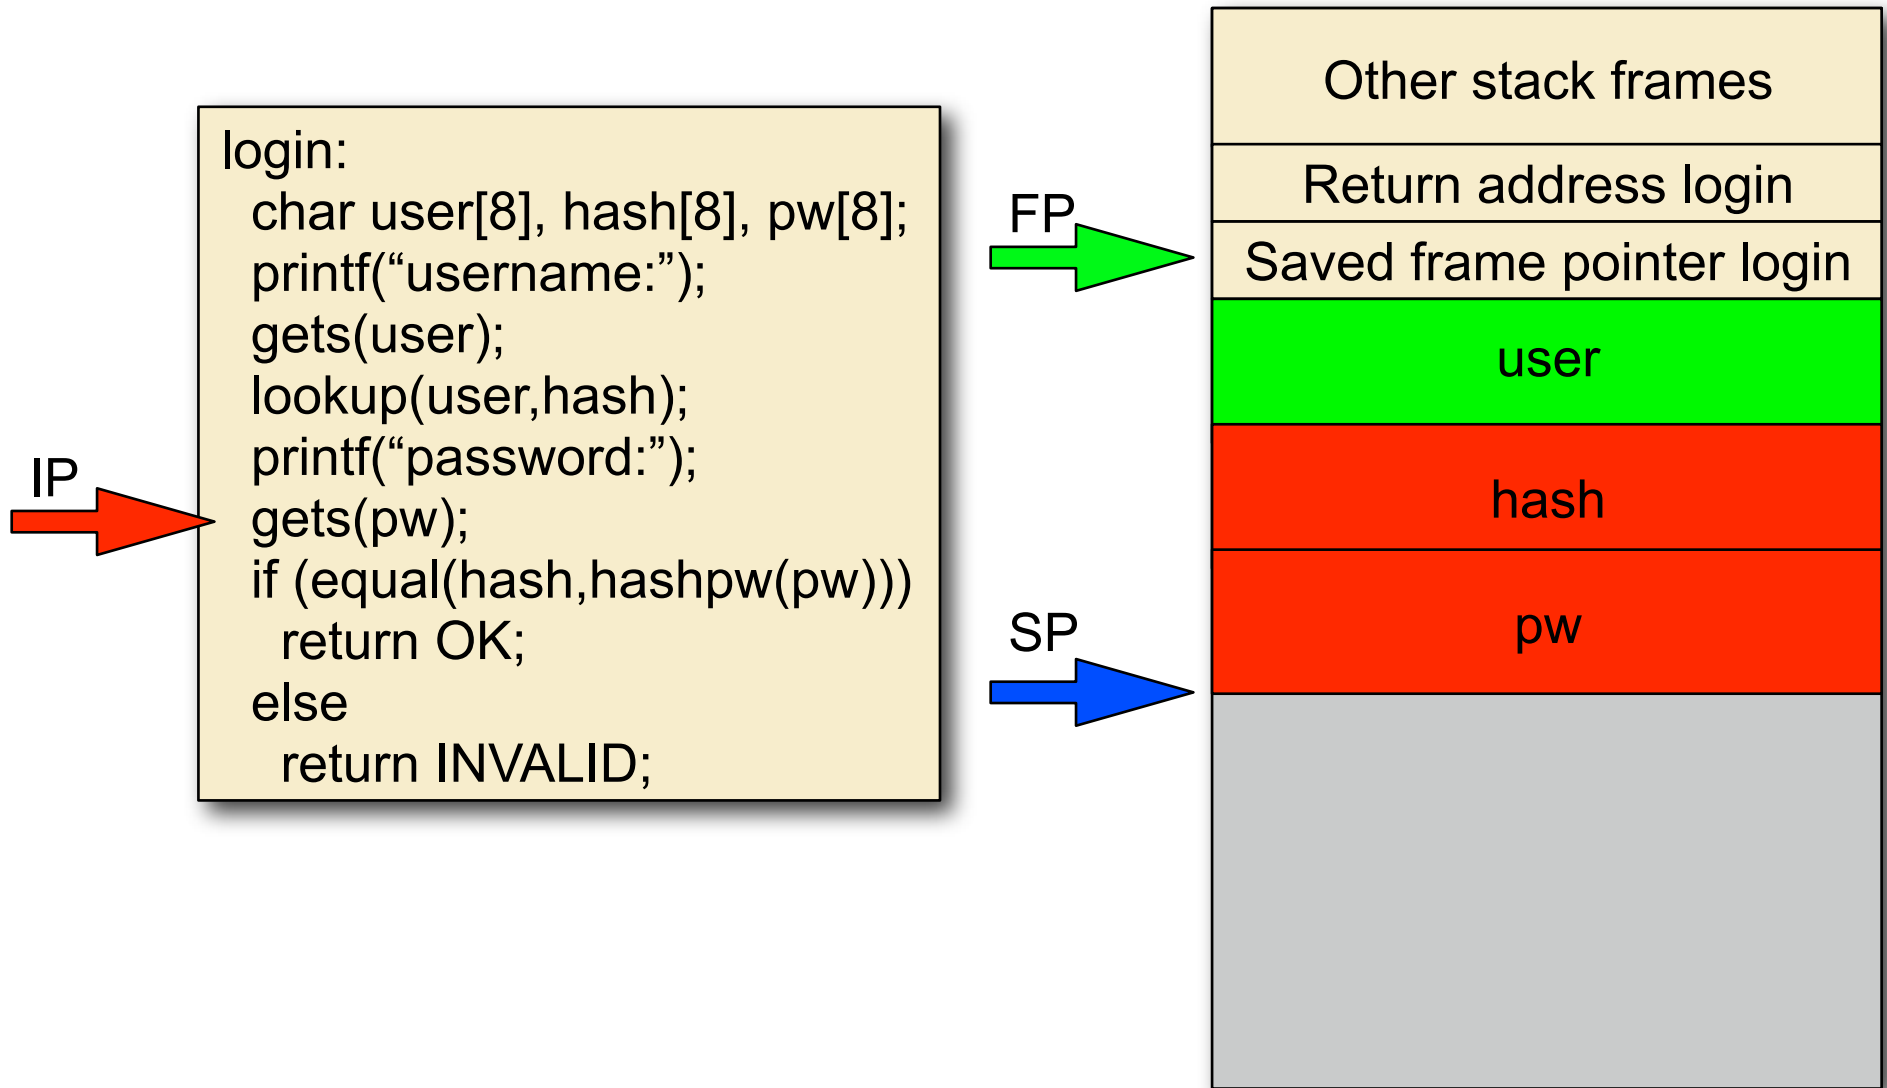 login:
char user[8], hash[8], pw[8];
printf(“username:”);
gets(user);
lookup(user,hash);
printf(“password:”);
gets(pw);
if (equal(hash,hashpw(pw)))
return OK;
else
return INVALID;
IP
FP
SP
Other stack frames
Return address login
Saved frame pointer login
user
hash
pw